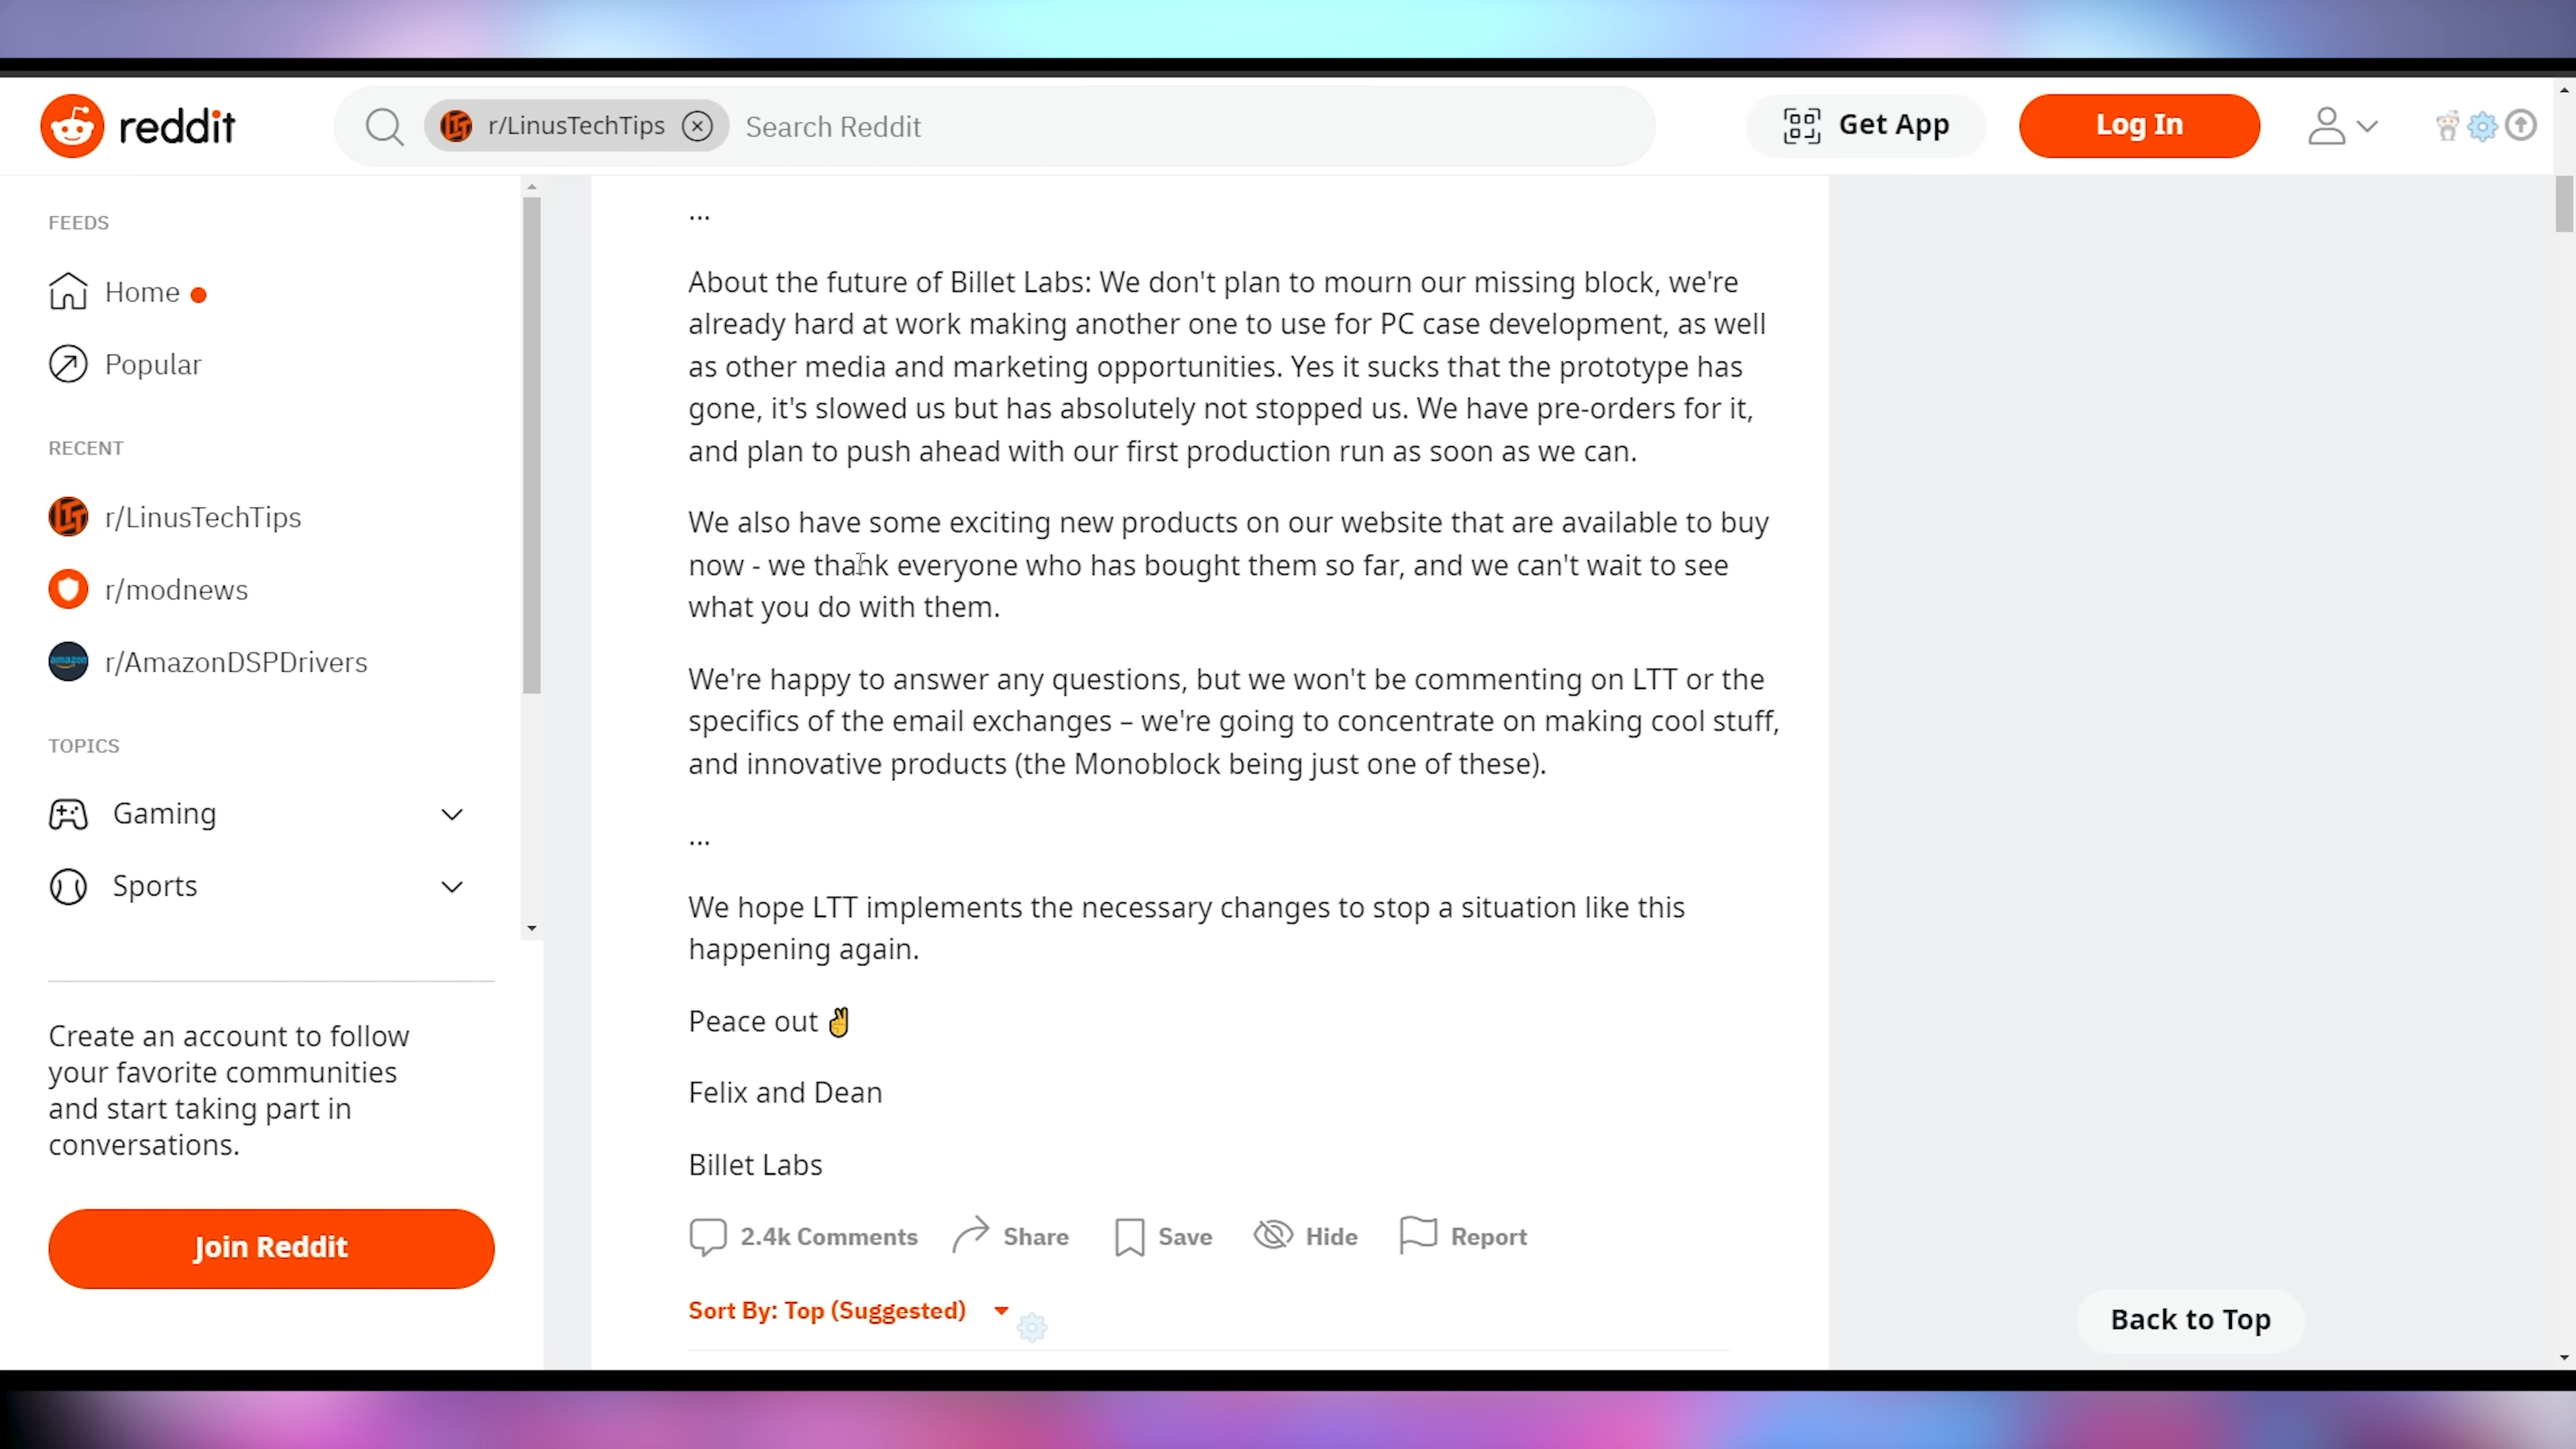 reddit
r/LinusTechTips
Search Reddit
Get App
Log In
FEEDS
Home
Popular
RECENT
r/LinusTechTips
r/modnews
amazon
r/AmazonDSPDrivers
TOPICS
Gaming
Sports
Create an account to follow
your favorite communities
and start taking part in
conversations.
Join Reddit
...
About the future of Billet Labs: We don't plan to mourn our missing block, we're
already hard at work making another one to use for PC case development, as well
as other media and marketing opportunities. Yes it sucks that the prototype has
gone, it's slowed us but has absolutely not stopped us. We have pre-orders for it,
and plan to push ahead with our first production run as soon as we can.
We also have some exciting new products on our website that are available to buy
now - we thank everyone who has bought them so far, and we can't wait to see
what you do with them.
We're happy to answer any questions, but we won't be commenting on LTT or the
specifics of the email exchanges – we're going to concentrate on making cool stuff,
and innovative products (the Monoblock being just one of these).
...
We hope LTT implements the necessary changes to stop a situation like this
happening again.
Peace out ✌
Felix and Dean
Billet Labs
2.4k Comments Share Save Hide Report
Sort By: Top (Suggested)
Back to Top